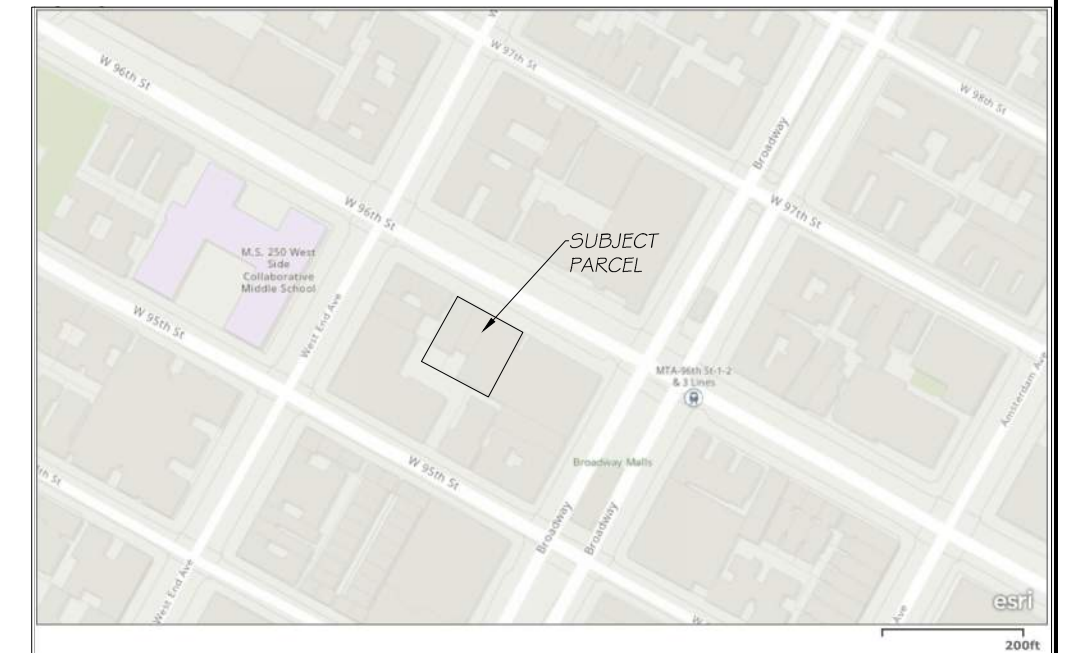 W 96th St
W 97th St
W 98th St
Broadway
W 97th St
W 96th St
SUBJECT
PARCEL
M.S. 250 West
Side
Collaborative
Middle School
West End Ave
W 95th St
MTA-96th St-1-2
& 3 Lines
Amsterdam Ave
Broadway Malls
W 95th St
Broadway
Broadway
West End Ave
Ave
esri
200ft